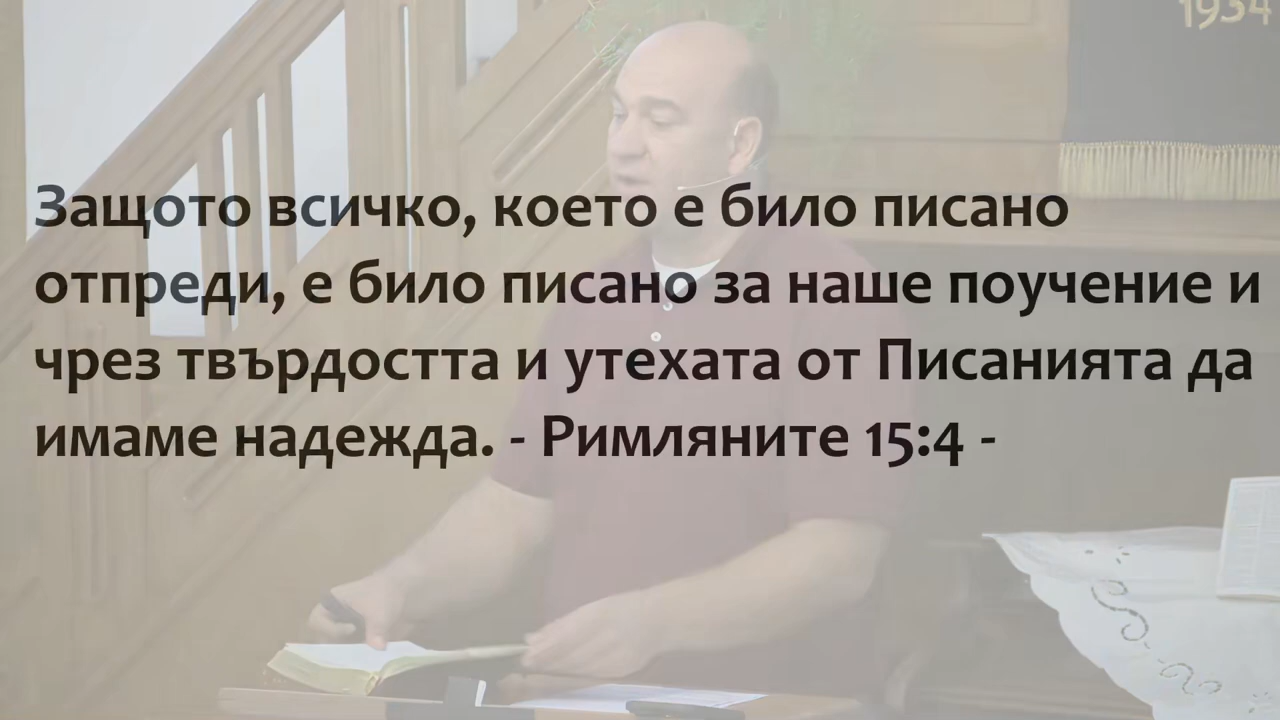 1934
Защото всичко, което е било писано
отпреди, е било писано за наше поучение и
чрез твърдостта и утехата от Писанията да
имаме надежда. - Римляните 15:4 -